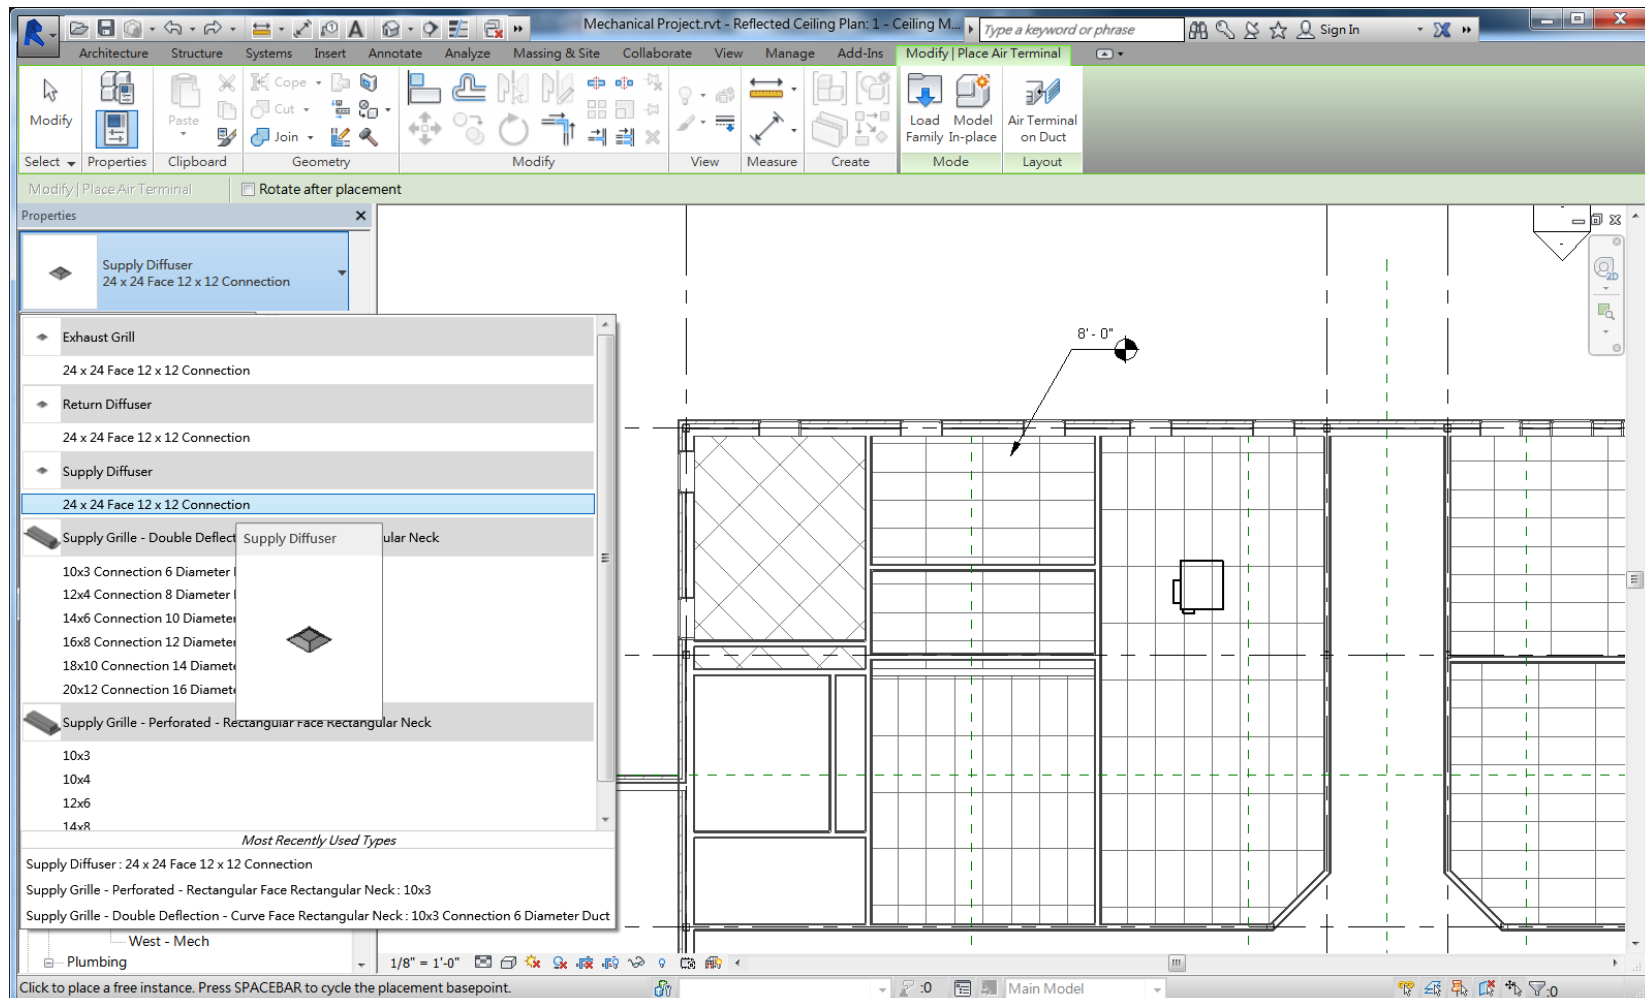 Mechanical Project.rvt - Reflected Ceiling Plan: 1 - Ceiling M...
Type a keyword or phrase
Sign In
Architecture Structure Systems Insert Annotate Analyze Massing & Site Collaborate View Manage Add-Ins Modify | Place Air Terminal
Modify
Paste
Cope
Cut
Join
Load Family
Model In-place
Air Terminal on Duct
Select Properties Clipboard Geometry Modify View Measure Create Mode Layout
Modify | Place Air Terminal
Rotate after placement
Properties
Supply Diffuser
24 x 24 Face 12 x 12 Connection
Exhaust Grill
24 x 24 Face 12 x 12 Connection
Return Diffuser
24 x 24 Face 12 x 12 Connection
Supply Diffuser
24 x 24 Face 12 x 12 Connection
Supply Grille - Double Deflect
ular Neck
Supply Diffuser
10x3 Connection 6 Diameter
12x4 Connection 8 Diameter
14x6 Connection 10 Diameter
16x8 Connection 12 Diameter
18x10 Connection 14 Diamete
20x12 Connection 16 Diamet
Supply Grille - Perforated - Rectangular Face Rectangular Neck
10x3
10x4
12x6
14x8
Most Recently Used Types
Supply Diffuser : 24 x 24 Face 12 x 12 Connection
Supply Grille - Perforated - Rectangular Face Rectangular Neck : 10x3
Supply Grille - Double Deflection - Curve Face Rectangular Neck : 10x3 Connection 6 Diameter Duct
West - Mech
Plumbing
8' - 0"
2D
1/8" = 1'-0"
Click to place a free instance. Press SPACEBAR to cycle the placement basepoint.
:0
Main Model
:0